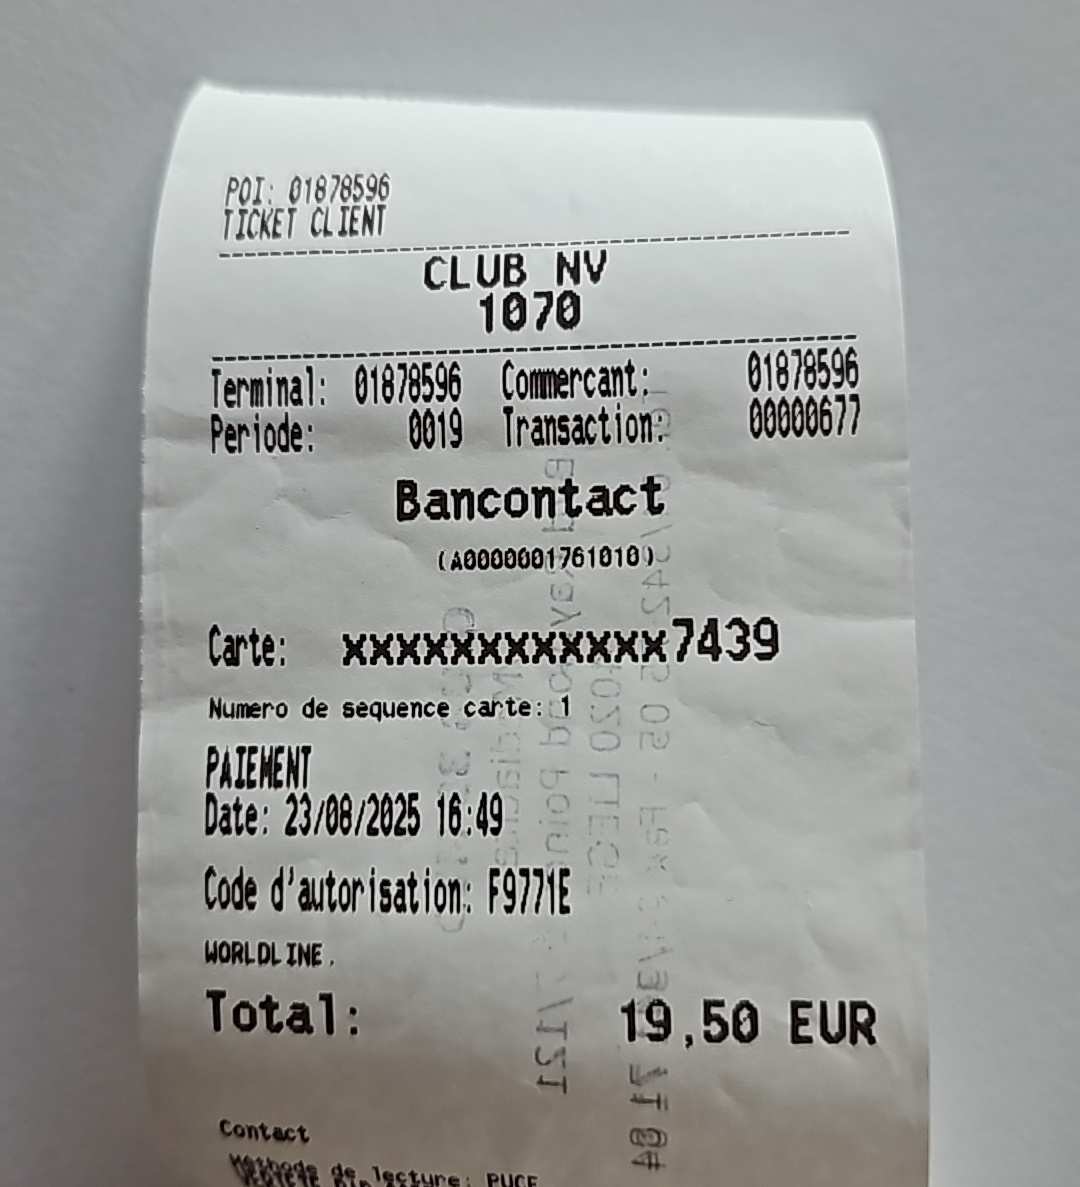 POI: 01878596
TICKET CLIENT
CLUB NV
1070
Terminal: 01878596 Commercant: 01878596
Periode: 0019 Transaction: 00000677
Bancontact
(A0000001761010)
Carte: xxxxxxxxxxxx7439
Numero de sequence carte: 1
PAIEMENT
Date: 23/08/2025 16:49
Code d'autorisation: F9771E
WORLDLINE.
Total: 19,50 EUR
Contact
Méthode de lecture: PUCE